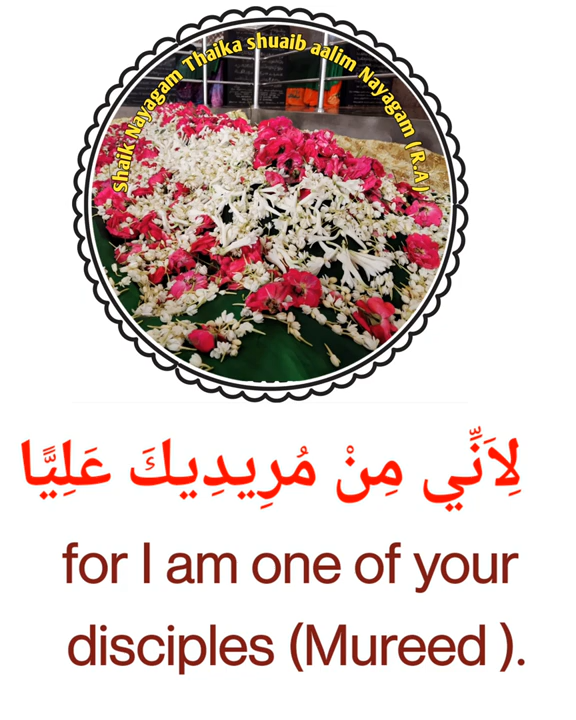 Shaik Nayagam Thaika shuaib aalim Nayagam ( R.A)
لِاَنِّي مِنْ مُرِيدِيكَ عَلِيًّا
for I am one of your
disciples (Mureed ).